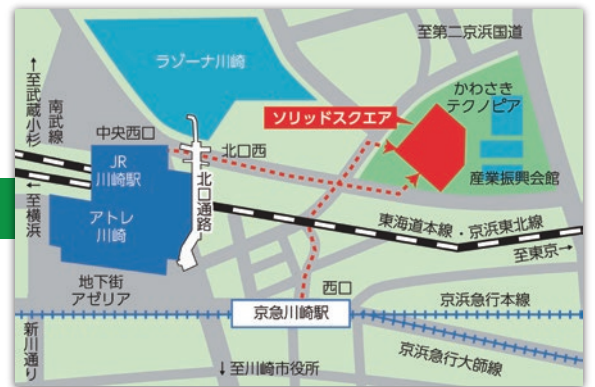 至第二京浜国道
ラゾーナ川崎
かわさき
テクノピア
ソリッドスクエア
↑至武蔵小杉
南武線
中央西口
北口西
産業振興会館
JR
川崎駅
北口通路
←至横浜
アトレ
川崎
東海道本線・京浜東北線
至東京→
地下街
アゼリア
西口
京急川崎駅
京浜急行本線
新川通り
京浜急行大師線
↓至川崎市役所